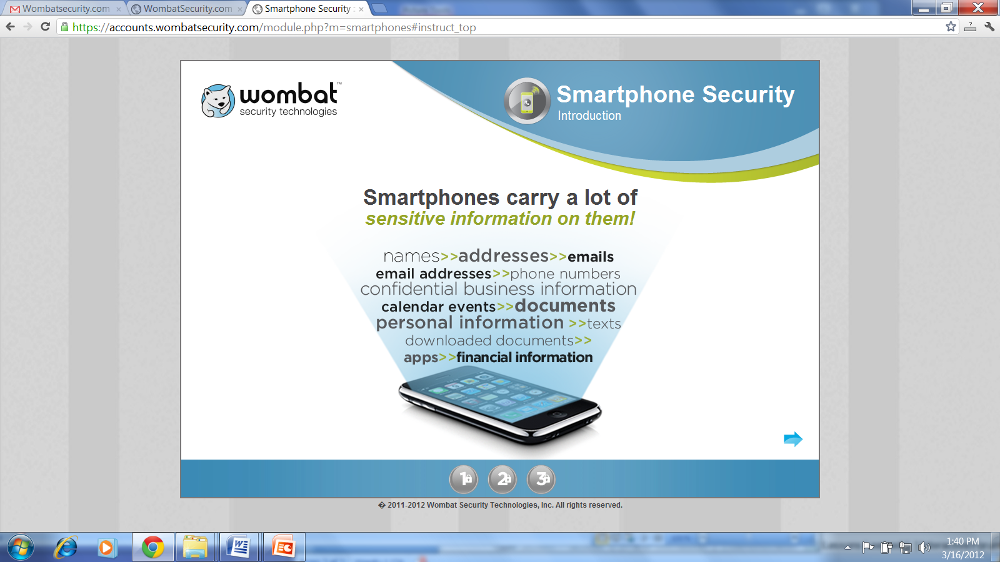 Wombatsecurity.com
WombatSecurity.com
Smartphone Security :
https://accounts.wombatsecurity.com/module.php?m=smartphones#instruct_top
wombat™
security technologies
Smartphone Security
Introduction
Smartphones carry a lot of
sensitive information on them!
names>>addresses>>emails
email addresses>>phone numbers
confidential business information
calendar events>>documents
personal information >>texts
downloaded documents>>
apps>>financial information
1 2 3
� 2011-2012 Wombat Security Technologies, Inc. All rights reserved.
1:40 PM
3/16/2012